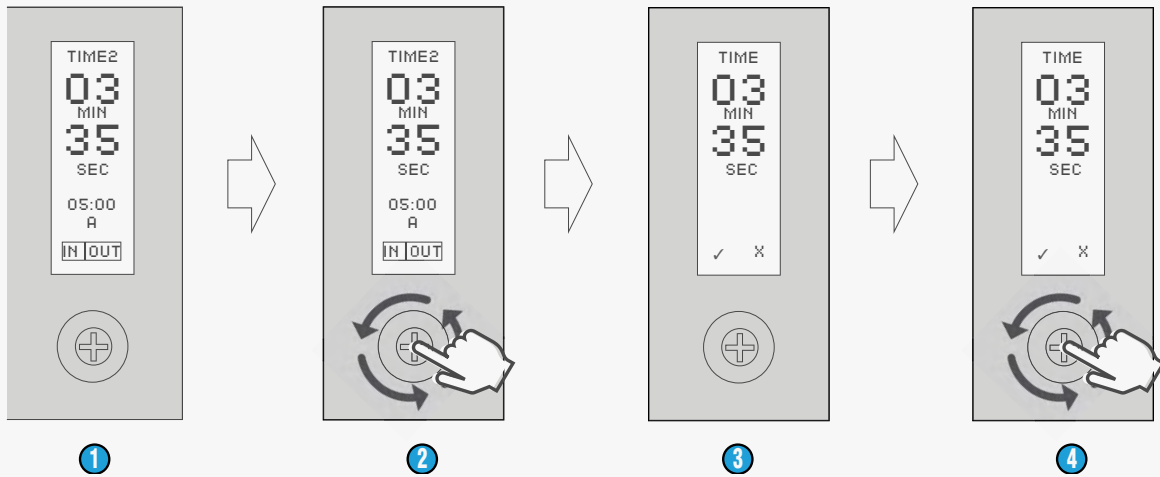 TIME2
03
MIN
35
SEC
05:00
A
IN OUT
TIME2
03
MIN
35
SEC
05:00
A
IN OUT
TIME
03
MIN
35
SEC
✓ X
TIME
03
MIN
35
SEC
✓ X
1 2 3 4